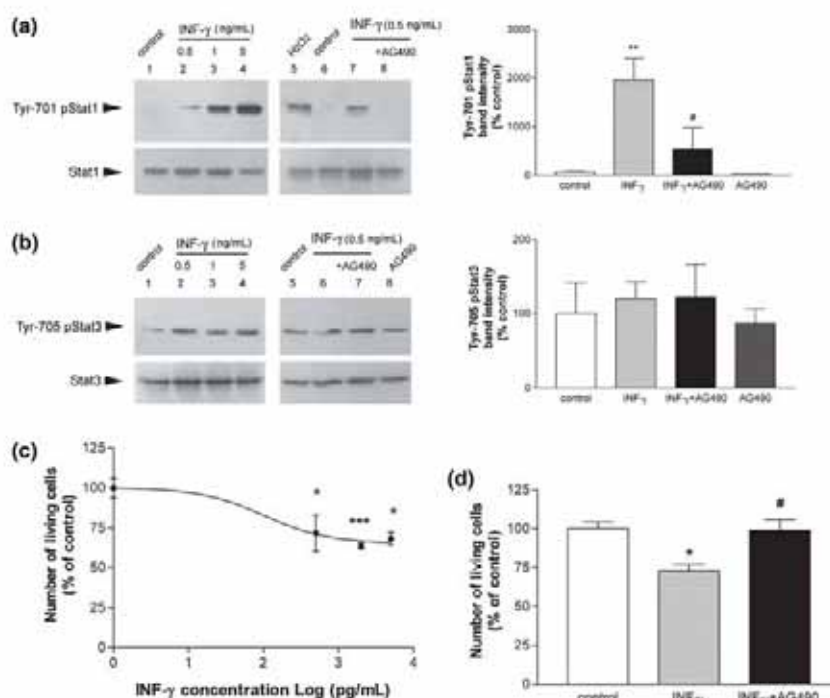 (a)
control
INF-γ (ng/mL)
0.5 1 5
1 2 3 4
H2O2
control
INF-γ (0.5 ng/mL)
+AG490
5 6 7 8
Tyr-701 pStat1
Stat1
Tyr-701 pStat1
band intensity
(% control)
2000
1000
0
control INFγ INFγ+AG490 AG490
**
#
(b)
control
INF-γ (ng/mL)
0.5 1 5
1 2 3 4
control
INF-γ (0.5 ng/mL)
+AG490
AG490
5 6 7 8
Tyr-705 pStat3
Stat3
Tyr-705 pStat3
band intensity
(% control)
200
100
0
control INFγ INFγ+AG490 AG490
(c)
Number of living cells
(% of control)
125
100
75
50
25
0
* *** *
0 1 2 3 4
INF-γ concentration Log (pg/mL)
(d)
Number of living cells
(% of control)
125
100
75
50
25
*
#
control INFγ INFγ+AG490